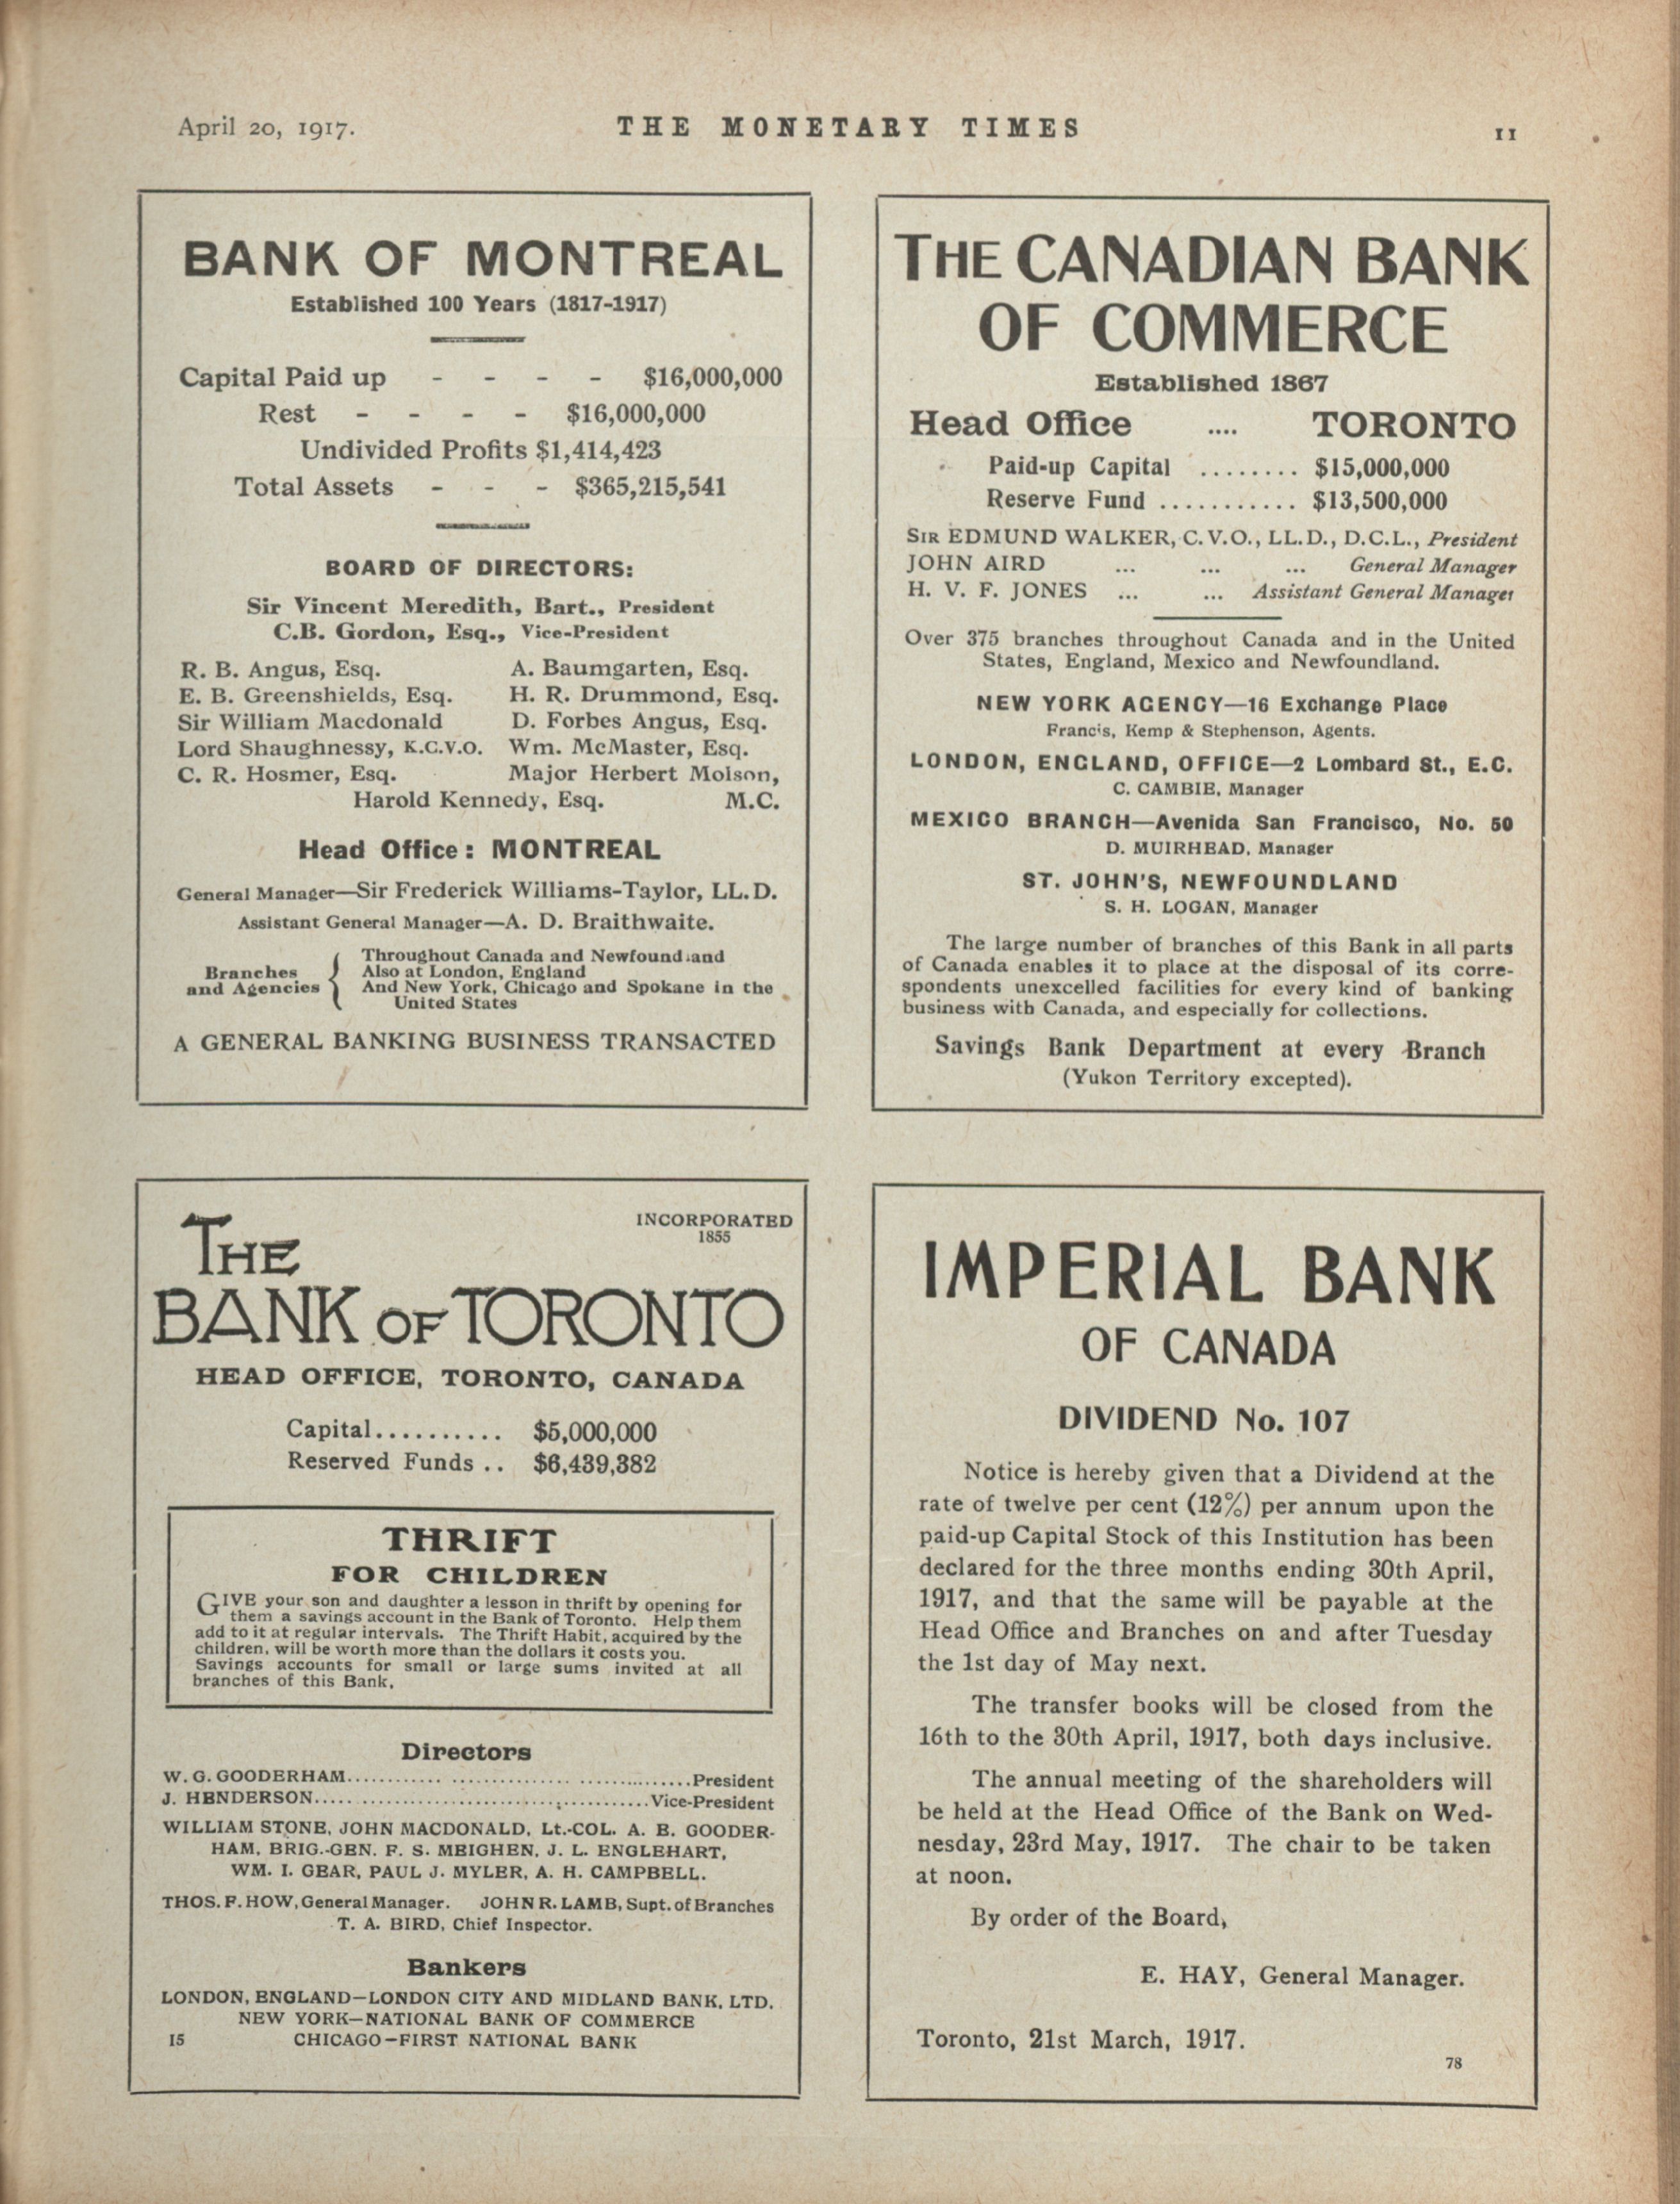 April 20, 1917.
THE MONETARY TIMES
11
BANK OF MONTREAL
Established 100 Years (1817-1917)
Capital Paid up - - - - $16,000,000
Rest - - - - $16,000,000
Undivided Profits $1,414,423
Total Assets - - - $365,215,541
BOARD OF DIRECTORS:
Sir Vincent Meredith, Bart., President
C.B. Gordon, Esq., Vice-President
R. B. Angus, Esq. A. Baumgarten, Esq.
E. B. Greenshields, Esq. H. R. Drummond, Esq.
Sir William Macdonald D. Forbes Angus, Esq.
Lord Shaughnessy, K.C.V.O. Wm. McMaster, Esq.
C. R. Hosmer, Esq. Major Herbert Molson,
Harold Kennedy, Esq. M.C.
Head Office: MONTREAL
General Manager—Sir Frederick Williams-Taylor, LL.D.
Assistant General Manager—A. D. Braithwaite.
Branches and Agencies
Throughout Canada and Newfoundland
Also at London, England
And New York, Chicago and Spokane in the
United States
A GENERAL BANKING BUSINESS TRANSACTED
THE CANADIAN BANK
OF COMMERCE
Established 1867
Head Office .... TORONTO
Paid-up Capital ........ $15,000,000
Reserve Fund ........... $13,500,000
SIR EDMUND WALKER, C.V.O., LL.D., D.C.L., President
JOHN AIRD ... ... ... General Manager
H. V. F. JONES ... ... Assistant General Manager
Over 375 branches throughout Canada and in the United
States, England, Mexico and Newfoundland.
NEW YORK AGENCY—16 Exchange Place
Francis, Kemp & Stephenson, Agents.
LONDON, ENGLAND, OFFICE—2 Lombard St., E.C.
C. CAMBIE, Manager
MEXICO BRANCH—Avenida San Francisco, No. 50
D. MUIRHEAD, Manager
ST. JOHN'S, NEWFOUNDLAND
S. H. LOGAN, Manager
The large number of branches of this Bank in all parts
of Canada enables it to place at the disposal of its corre-
spondents unexcelled facilities for every kind of banking
business with Canada, and especially for collections.
Savings Bank Department at every Branch
(Yukon Territory excepted).
INCORPORATED
1855
THE
BANK OF TORONTO
HEAD OFFICE, TORONTO, CANADA
Capital.......... $5,000,000
Reserved Funds .. $6,439,382
THRIFT
FOR CHILDREN
GIVE your son and daughter a lesson in thrift by opening for
them a savings account in the Bank of Toronto. Help them
add to it at regular intervals. The Thrift Habit, acquired by the
children, will be worth more than the dollars it costs you.
Savings accounts for small or large sums invited at all
branches of this Bank.
Directors
W. G. GOODERHAM....................................President
J. HENDERSON....................................Vice-President
WILLIAM STONE, JOHN MACDONALD, Lt.-COL. A. E. GOODER-
HAM, BRIG.-GEN. F. S. MEIGHEN, J. L. ENGLEHART,
WM. I. GEAR, PAUL J. MYLER, A. H. CAMPBELL.
THOS. F. HOW, General Manager. JOHN R. LAMB, Supt. of Branches
T. A. BIRD, Chief Inspector.
Bankers
LONDON, ENGLAND—LONDON CITY AND MIDLAND BANK, LTD.
NEW YORK—NATIONAL BANK OF COMMERCE
15 CHICAGO—FIRST NATIONAL BANK
IMPERIAL BANK
OF CANADA
DIVIDEND No. 107
Notice is hereby given that a Dividend at the
rate of twelve per cent (12%) per annum upon the
paid-up Capital Stock of this Institution has been
declared for the three months ending 30th April,
1917, and that the same will be payable at the
Head Office and Branches on and after Tuesday
the 1st day of May next.
The transfer books will be closed from the
16th to the 30th April, 1917, both days inclusive.
The annual meeting of the shareholders will
be held at the Head Office of the Bank on Wed-
nesday, 23rd May, 1917. The chair to be taken
at noon.
By order of the Board,
E. HAY, General Manager.
Toronto, 21st March, 1917.
78